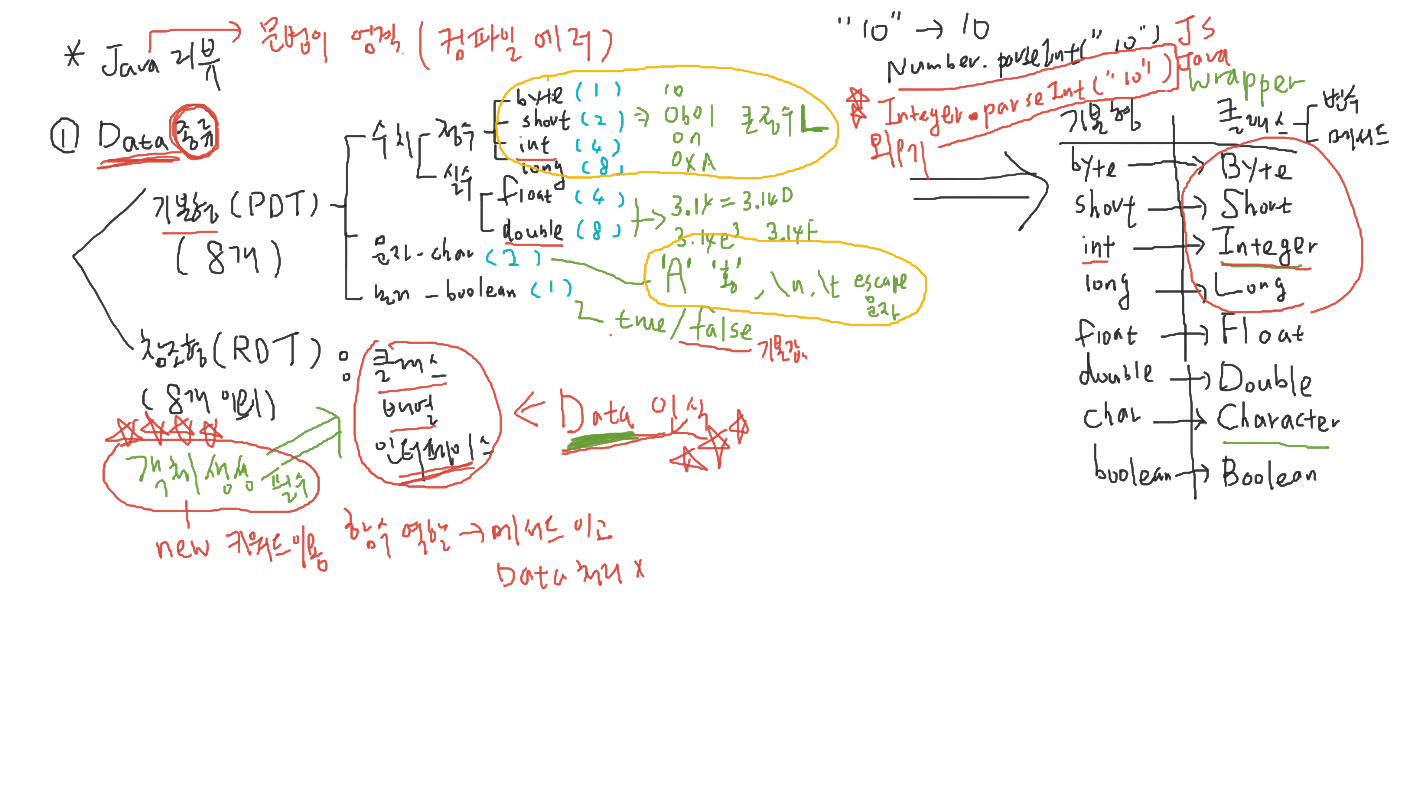 * Java 리뷰 → 문법이 엄격. (컴파일 에러)
① Data 종류
기본형 (PDT)
(8개)
수치
정수
byte (1)
short (2)
int (4)
long (8)
10
012
0xA
큰정수 L
실수
float (4)
double (8)
3.14 = 3.14D
3.14E3 3.14F
문자 - char (2)
'A' '홍', \n, \t escape
문자
논리 - boolean (1)
true/false
기본값
참조형 (RDT) :
(8개 이외)
클래스
배열
인터페이스
< Data 인식
객체생성 필수
new 키워드이용
함수 역할 → 메서드 이고
Data 처리 x
"10" → 10
Number.parseInt("10") JS
Integer.parseInt("10") Java
외우기
wrapper
기본형
클래스
변수
메서드
byte → Byte
short → Short
int → Integer
long → Long
float → Float
double → Double
char → Character
boolean → Boolean